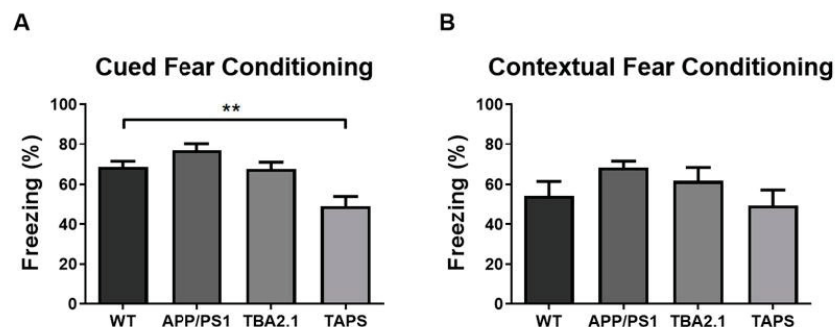 A
Cued Fear Conditioning
Freezing (%)
100
80
60
40
20
0
**
WT APP/PS1 TBA2.1 TAPS
B
Contextual Fear Conditioning
Freezing (%)
100
80
60
40
20
0
WT APP/PS1 TBA2.1 TAPS